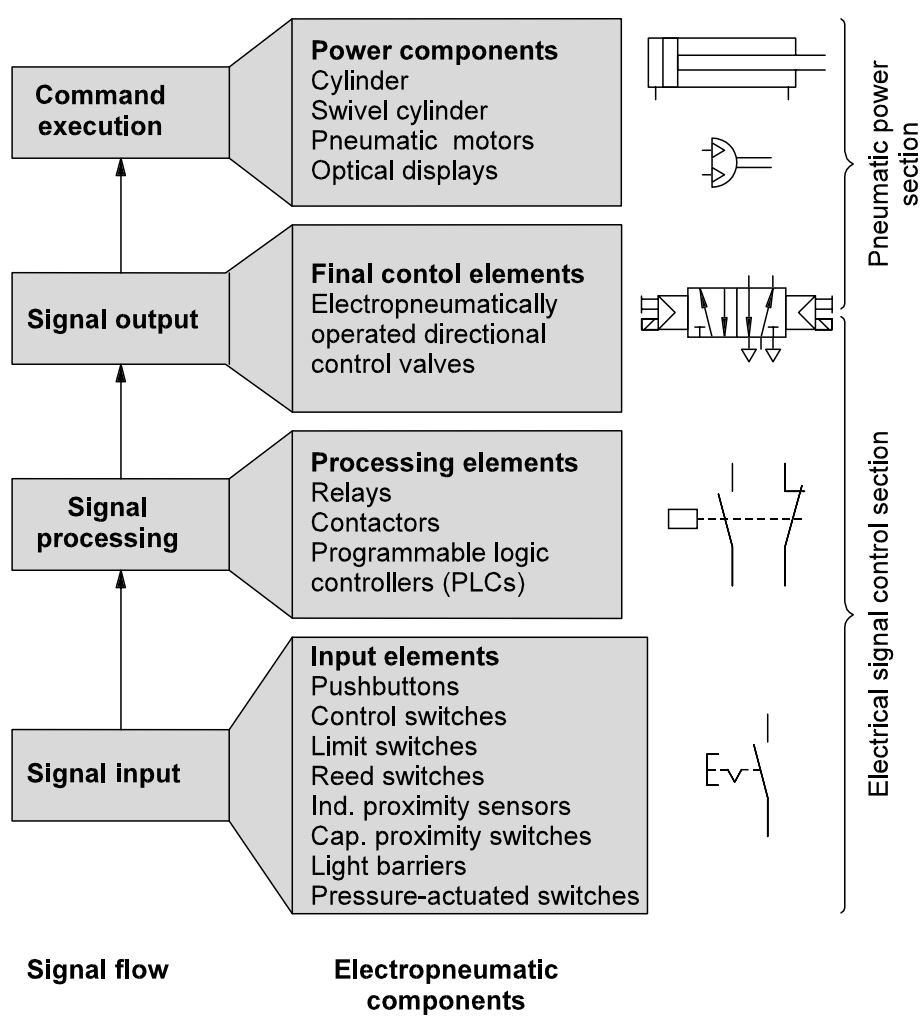 Command
execution
Power components
Cylinder
Swivel cylinder
Pneumatic motors
Optical displays
Pneumatic power
section
Signal output
Final contol elements
Electropneumatically
operated directional
control valves
Signal
processing
Processing elements
Relays
Contactors
Programmable logic
controllers (PLCs)
Electrical signal control section
Signal input
Input elements
Pushbuttons
Control switches
Limit switches
Reed switches
Ind. proximity sensors
Cap. proximity switches
Light barriers
Pressure-actuated switches
Signal flow
Electropneumatic
components